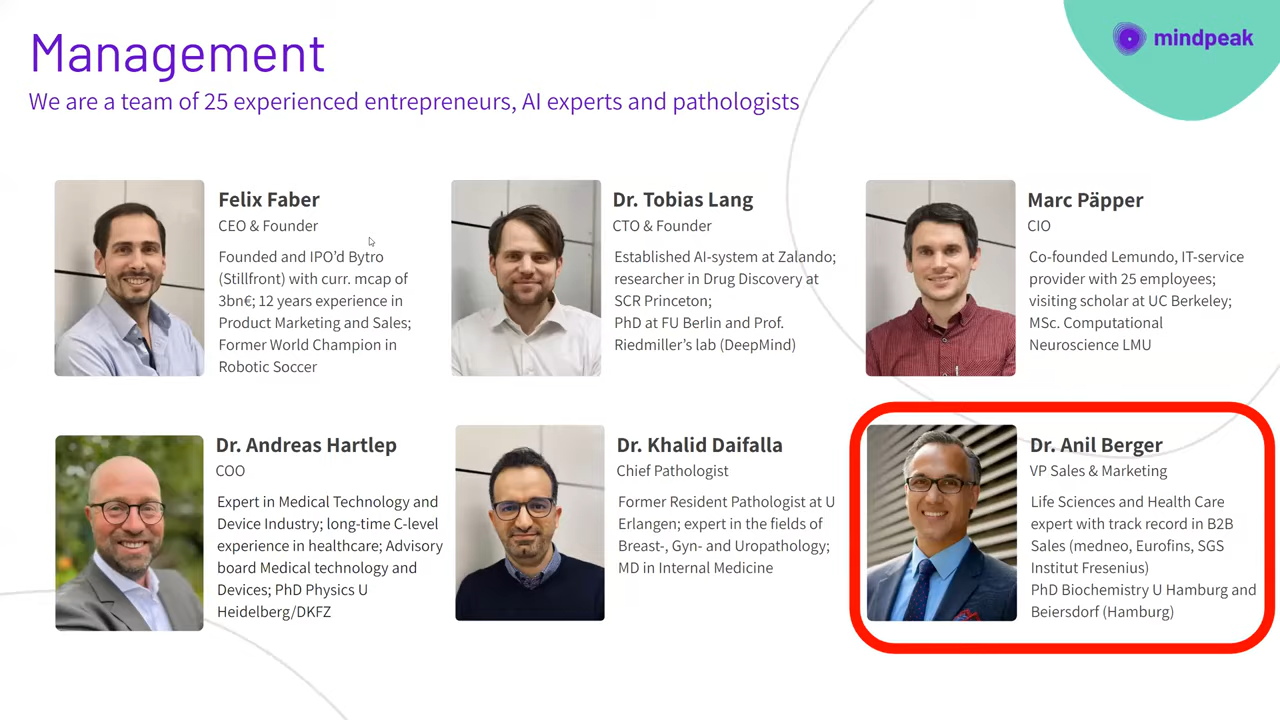 Management
mindpeak
We are a team of 25 experienced entrepreneurs, AI experts and pathologists
Felix Faber
CEO & Founder
Founded and IPO’d Bytro
(Stillfront) with curr. mcap of
3bn€; 12 years experience in
Product Marketing and Sales;
Former World Champion in
Robotic Soccer
Dr. Tobias Lang
CTO & Founder
Established AI-system at Zalando;
researcher in Drug Discovery at
SCR Princeton;
PhD at FU Berlin and Prof.
Riedmiller’s lab (DeepMind)
Marc Päpper
CIO
Co-founded Lemundo, IT-service
provider with 25 employees;
visiting scholar at UC Berkeley;
MSc. Computational
Neuroscience LMU
Dr. Andreas Hartlep
COO
Expert in Medical Technology and
Device Industry; long-time C-level
experience in healthcare; Advisory
board Medical technology and
Devices; PhD Physics U
Heidelberg/DKFZ
Dr. Khalid Daifalla
Chief Pathologist
Former Resident Pathologist at U
Erlangen; expert in the fields of
Breast-, Gyn- and Uropathology;
MD in Internal Medicine
Dr. Anil Berger
VP Sales & Marketing
Life Sciences and Health Care
expert with track record in B2B
Sales (medneo, Eurofins, SGS
Institut Fresenius)
PhD Biochemistry U Hamburg and
Beiersdorf (Hamburg)